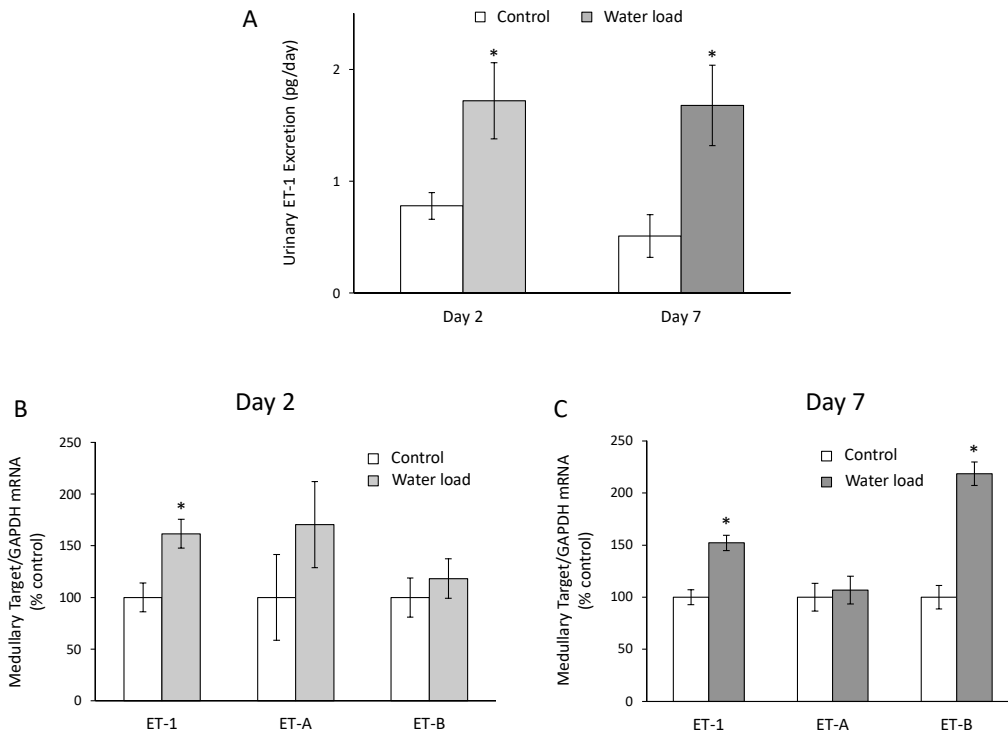 A
Control Water load
Urinary ET-1 Excretion (pg/day)
2
1
0
* *
Day 2 Day 7
B
Day 2
Control
Water load
Medullary Target/GAPDH mRNA
(% control)
250
200
150
100
50
0
*
ET-1 ET-A ET-B
C
Day 7
Control
Water load
Medullary Target/GAPDH mRNA
(% control)
250
200
150
100
50
0
*
*
ET-1 ET-A ET-B